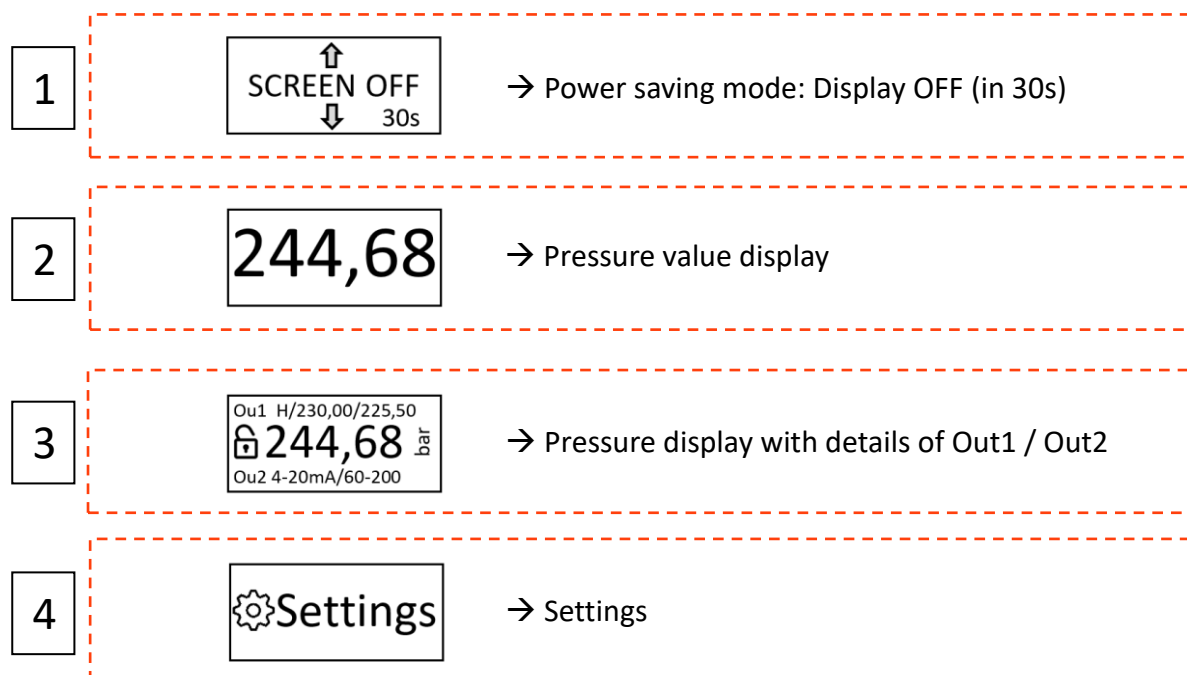 1
SCREEN OFF
30s
→ Power saving mode: Display OFF (in 30s)
2
244,68
→ Pressure value display
3
Ou1 H/230,00/225,50
244,68 bar
Ou2 4-20mA/60-200
→ Pressure display with details of Out1 / Out2
4
Settings
→ Settings